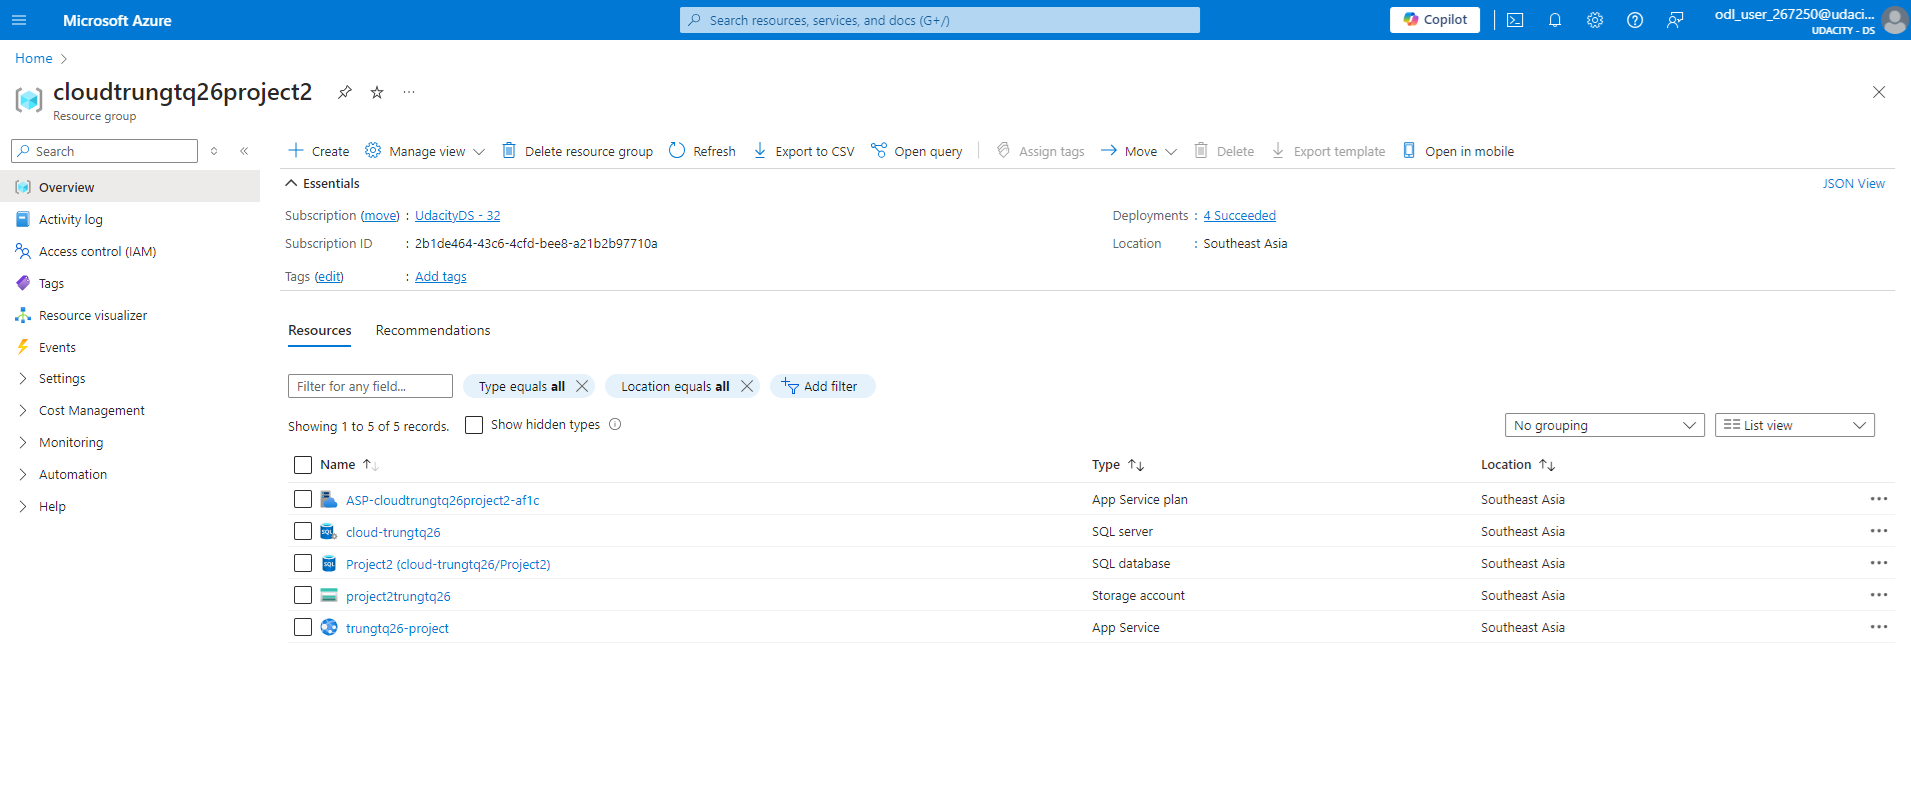 Microsoft Azure
Search resources, services, and docs (G+/)
Copilot
odl_user_267250@udaci...
UDACITY - DS
Home
cloudtrungtq26project2
Resource group
Search
Create
Manage view
Delete resource group
Refresh
Export to CSV
Open query
Assign tags
Move
Delete
Export template
Open in mobile
Overview
Activity log
Access control (IAM)
Tags
Resource visualizer
Events
Settings
Cost Management
Monitoring
Automation
Help
Essentials
JSON View
Subscription (move) : UdacityDS - 32
Deployments : 4 Succeeded
Subscription ID : 2b1de464-43c6-4cfd-bee8-a21b2b97710a
Location : Southeast Asia
Tags (edit) : Add tags
Resources
Recommendations
Filter for any field...
Type equals all
Location equals all
Add filter
Showing 1 to 5 of 5 records.
Show hidden types
No grouping
List view
Name Type Location
ASP-cloudtrungtq26project2-af1c App Service plan Southeast Asia
cloud-trungtq26 SQL server Southeast Asia
Project2 (cloud-trungtq26/Project2) SQL database Southeast Asia
project2trungtq26 Storage account Southeast Asia
trungtq26-project App Service Southeast Asia